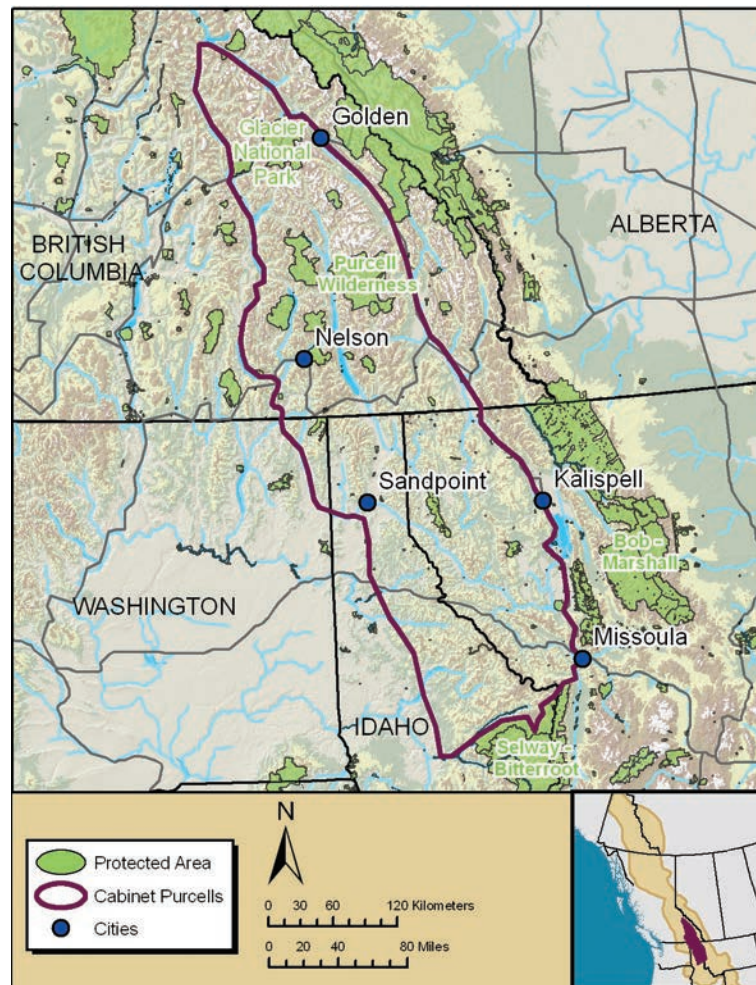 Golden
Glacier
National
Park
ALBERTA
BRITISH
COLUMBIA
Purcell
Wilderness
Nelson
Sandpoint
Kalispell
Bob -
Marshall
WASHINGTON
Missoula
IDAHO
Selway -
Bitterroot
N
Protected Area
Cabinet Purcells
Cities
0 30 60 120 Kilometers
0 20 40 80 Miles